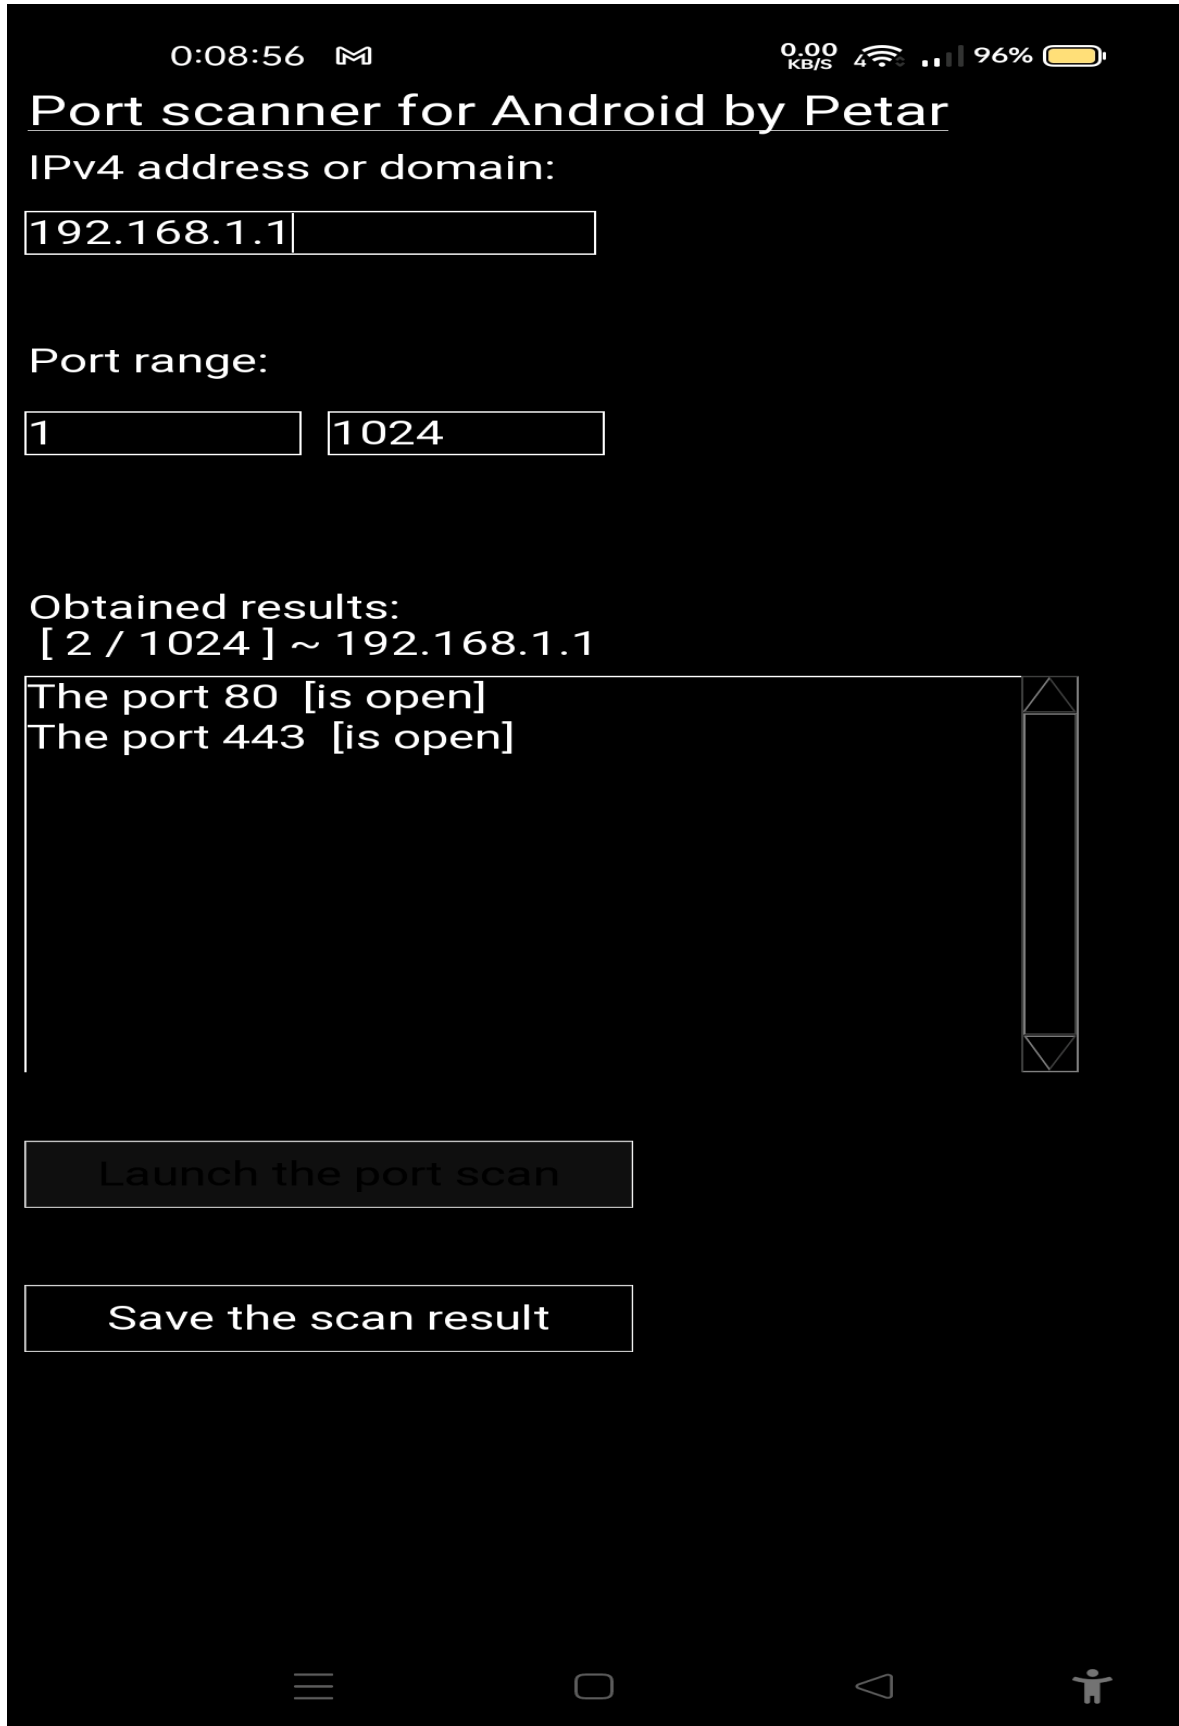 0:08:56 0.00 KB/S 4 96%
Port scanner for Android by Petar
IPv4 address or domain:
192.168.1.1
Port range:
1 1024
Obtained results:
[ 2 / 1024 ] ~ 192.168.1.1
The port 80 [is open]
The port 443 [is open]
Launch the port scan
Save the scan result